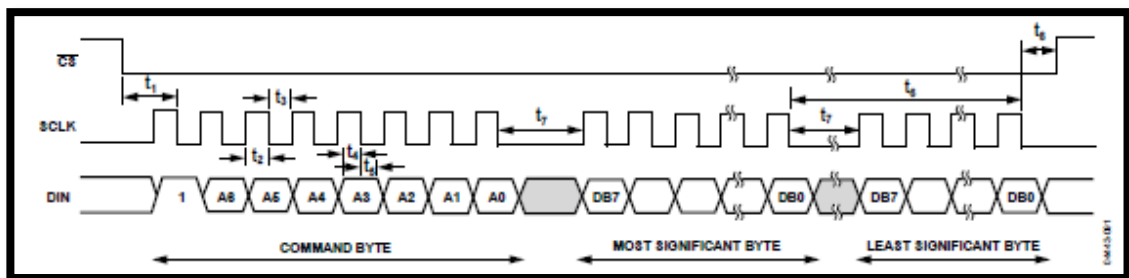 t8
CS
t1
t3
t6
SCLK
t7
t7
t2
t4
t5
DIN
1 A6 A5 A4 A3 A2 A1 A0 DB7 DB0 DB7 DB0
COMMAND BYTE
MOST SIGNIFICANT BYTE
LEAST SIGNIFICANT BYTE